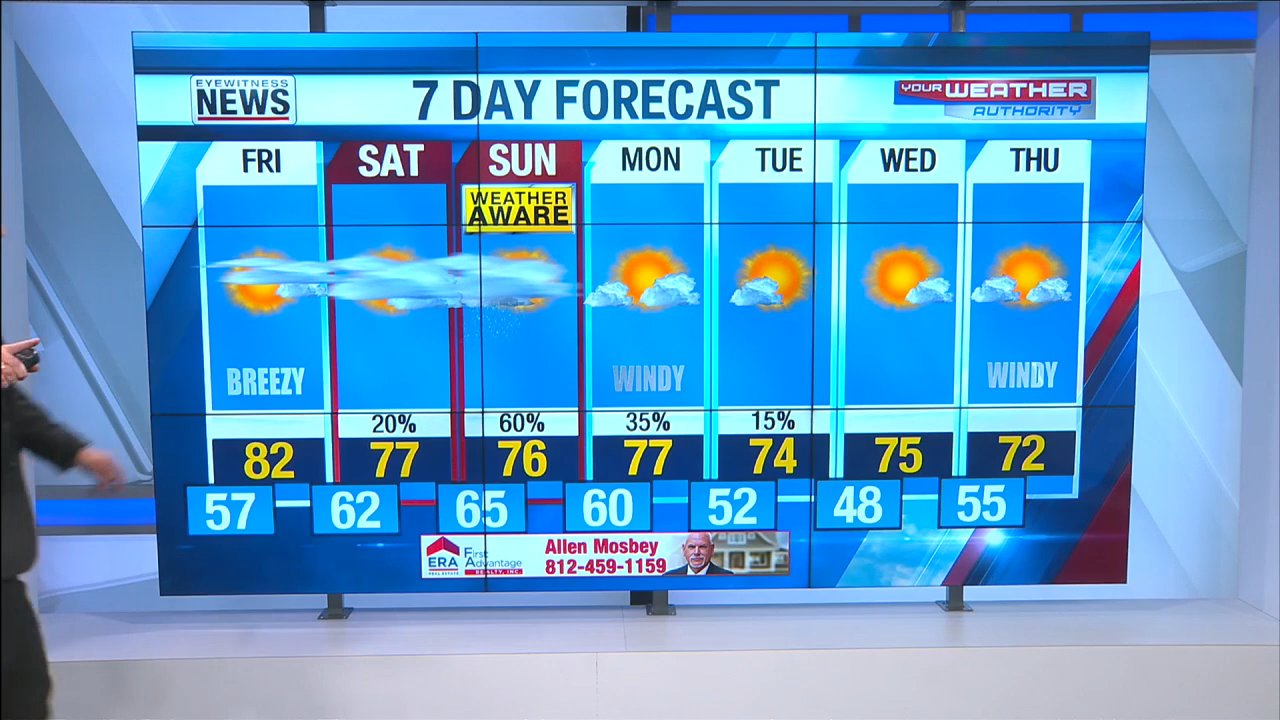 EYEWITNESS
NEWS
7 DAY FORECAST
YOUR WEATHER
AUTHORITY
FRI SAT SUN MON TUE WED THU
WEATHER
AWARE
BREEZY WINDY WINDY
20% 60% 35% 15%
82 77 76 77 74 75 72
57 62 65 60 52 48 55
ERA
REAL ESTATE
First
Advantage
REALTY, INC.
Allen Mosbey
812-459-1159